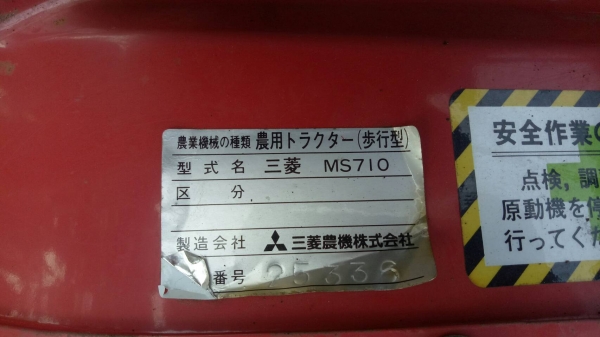 農業機械の種類 農用トラクター(歩行型)
型式名 三菱 MS710
区分
製造会社 三菱農機株式会社
番号 25338
安全作業の
点検,調
原動機を停
行ってくだ